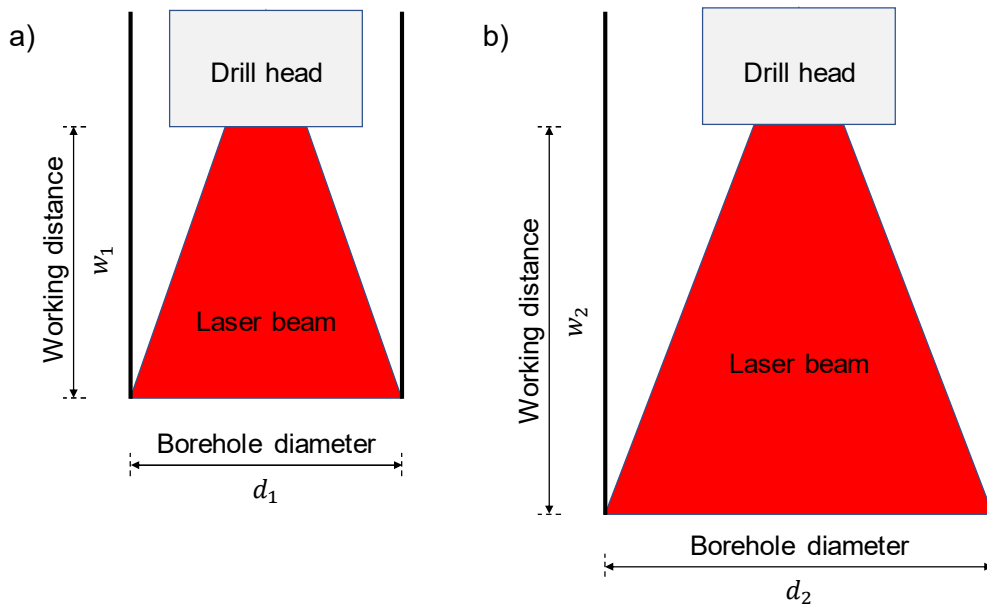 a)
Drill head
Working distance
w₁
Laser beam
Borehole diameter
d₁
b)
Drill head
Working distance
w₂
Laser beam
Borehole diameter
d₂